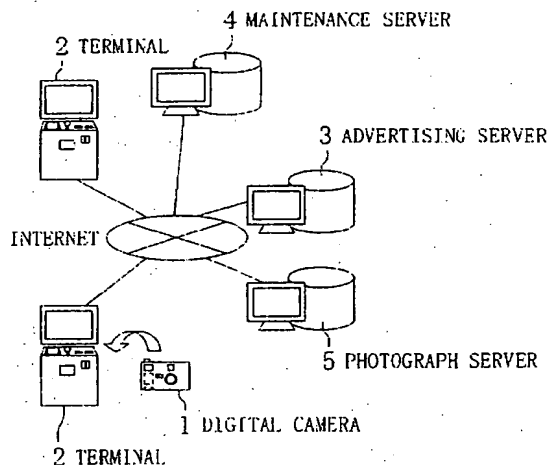 4 MAINTENANCE SERVER
2 TERMINAL
3 ADVERTISING SERVER
INTERNET
5 PHOTOGRAPH SERVER
1 DIGITAL CAMERA
2 TERMINAL